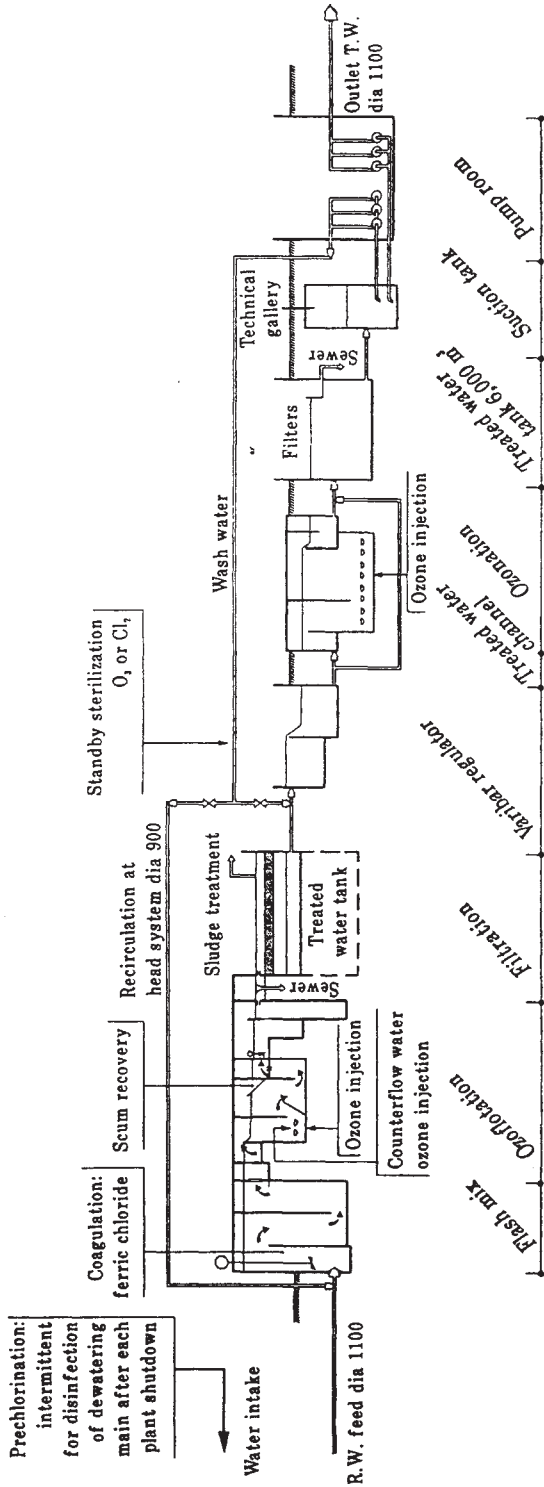 Prechlorination:
intermittent
for disinfection
of dewatering
main after each
plant shutdown
Water intake
R.W. feed dia 1100
Coagulation:
ferric chloride
Scum recovery
Recirculation at
head system dia 900
Sludge treatment
Standby sterilization
O₃ or Cl₂
Wash water
Technical
gallery
Outlet T.W.
dia 1100
Sewer
Treated
water tank
Filters
Sewer
Ozone injection
Counterflow water
ozone injection
Ozone injection
Flash mix
Ozoflotation
Filtration
Varibar regulator
Treated water
channel
Ozonation
Treated water
tank 6,000 m³
Suction tank
Pump room